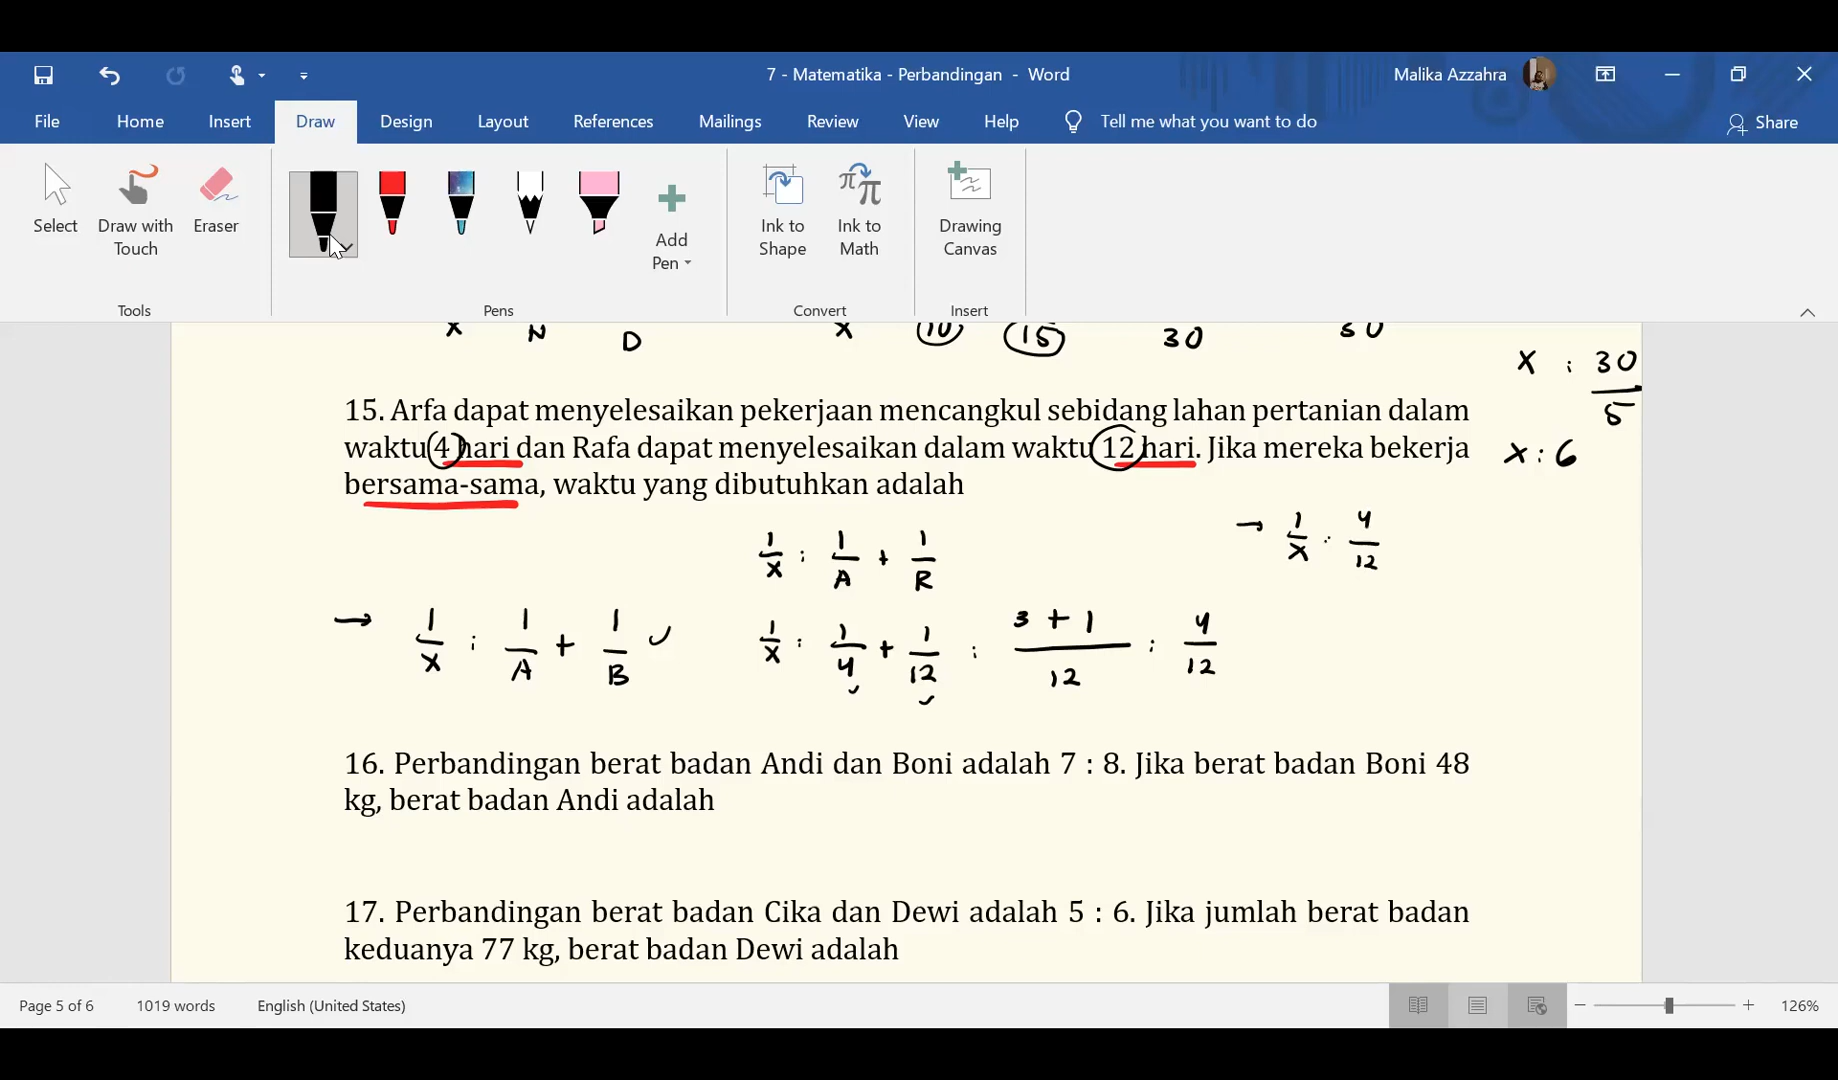 7 - Matematika - Perbandingan - Word
Malika Azzahra
File Home Insert Draw Design Layout References Mailings Review View Help Tell me what you want to do Share
Select
Draw with Touch
Eraser
Add Pen
Ink to Shape
Ink to Math
Drawing Canvas
Tools Pens Convert Insert
X N D X 10 15 30 30
x : 30/5
15. Arfa dapat menyelesaikan pekerjaan mencangkul sebidang lahan pertanian dalam
waktu 4 hari dan Rafa dapat menyelesaikan dalam waktu 12 hari. Jika mereka bekerja
x : 6
bersama-sama, waktu yang dibutuhkan adalah
1/x : 1/A + 1/R
→ 1/x : 4/12
→ 1/x : 1/A + 1/B
1/x : 1/4 + 1/12 : 3 + 1/12 : 4/12
16. Perbandingan berat badan Andi dan Boni adalah 7 : 8. Jika berat badan Boni 48
kg, berat badan Andi adalah
17. Perbandingan berat badan Cika dan Dewi adalah 5 : 6. Jika jumlah berat badan
keduanya 77 kg, berat badan Dewi adalah
Page 5 of 6 1019 words English (United States) 126%